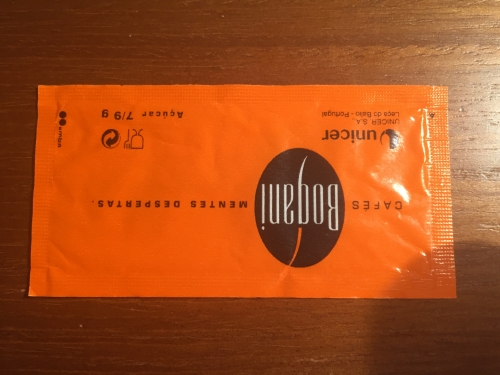 CAFÉS Bogani MENTES DESPERTAS.
unicer
UNICER S.A.,
Leça do Balio - Portugal
Açúcar 7/9 g